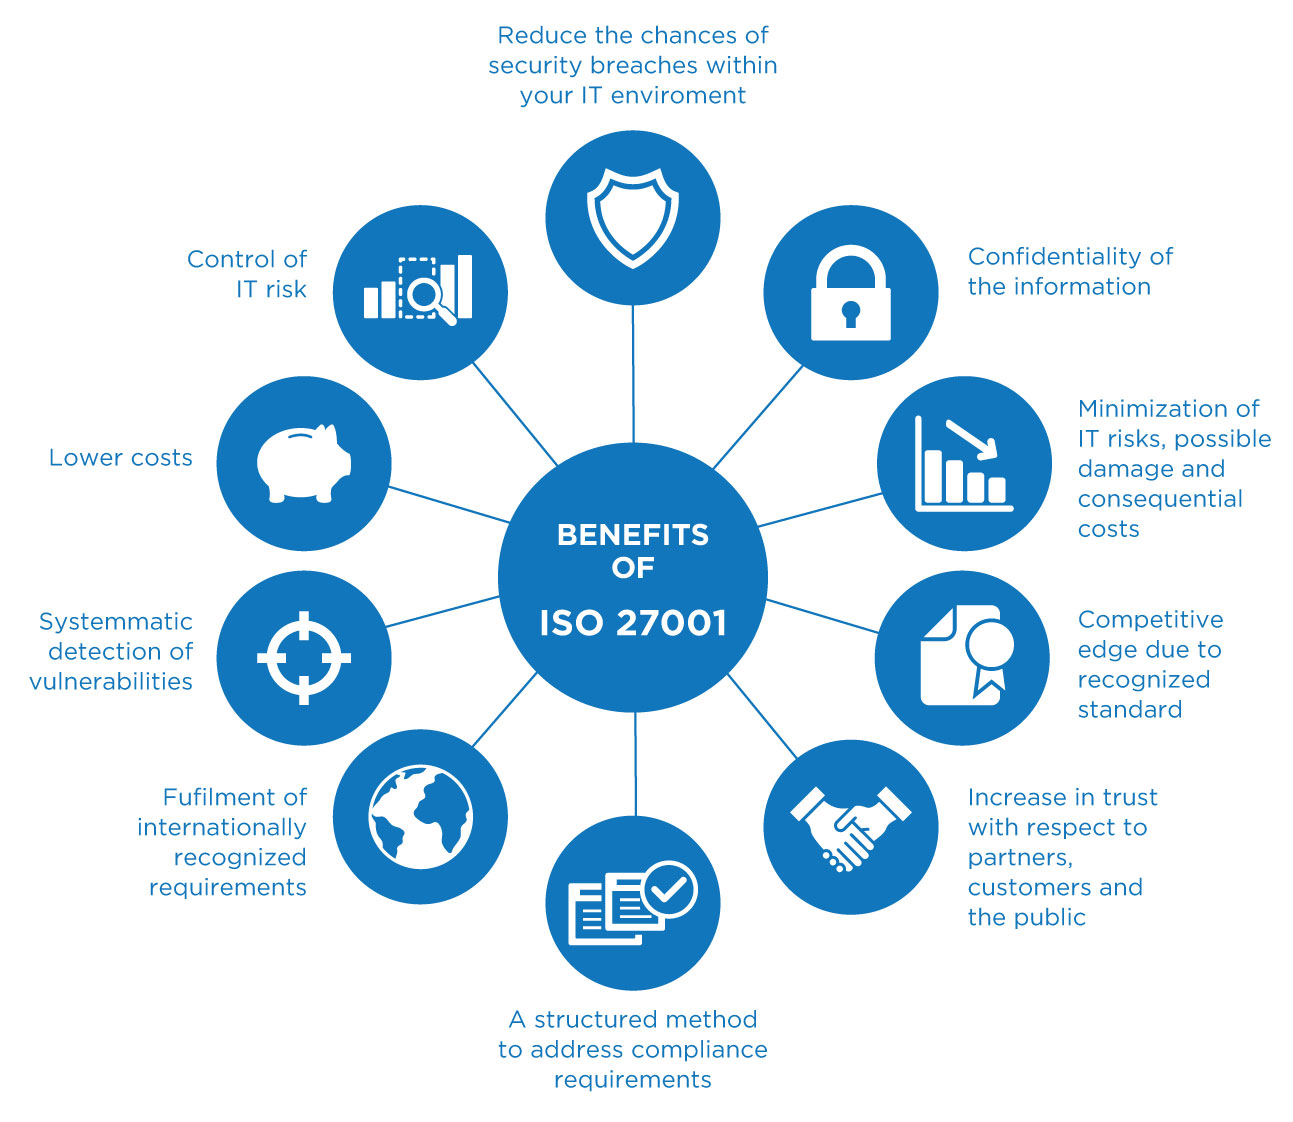 Reduce the chances of
security breaches within
your IT enviroment
Confidentiality of
the information
Minimization of
IT risks, possible
damage and
consequential
costs
Competitive
edge due to
recognized
standard
Increase in trust
with respect to
partners,
customers and
the public
A structured method
to address compliance
requirements
Fufilment of
internationally
recognized
requirements
Systemmatic
detection of
vulnerabilities
Lower costs
Control of
IT risk
BENEFITS
OF
ISO 27001